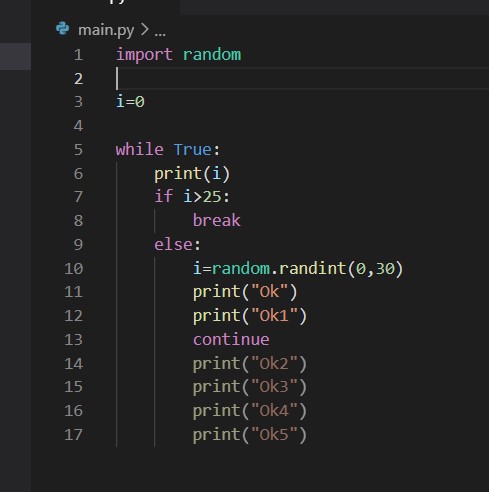 main.py > ...
1 import random
2
3 i=0
4
5 while True:
6     print(i)
7     if i>25:
8         break
9     else:
10         i=random.randint(0,30)
11         print("Ok")
12         print("Ok1")
13         continue
14         print("Ok2")
15         print("Ok3")
16         print("Ok4")
17         print("Ok5")